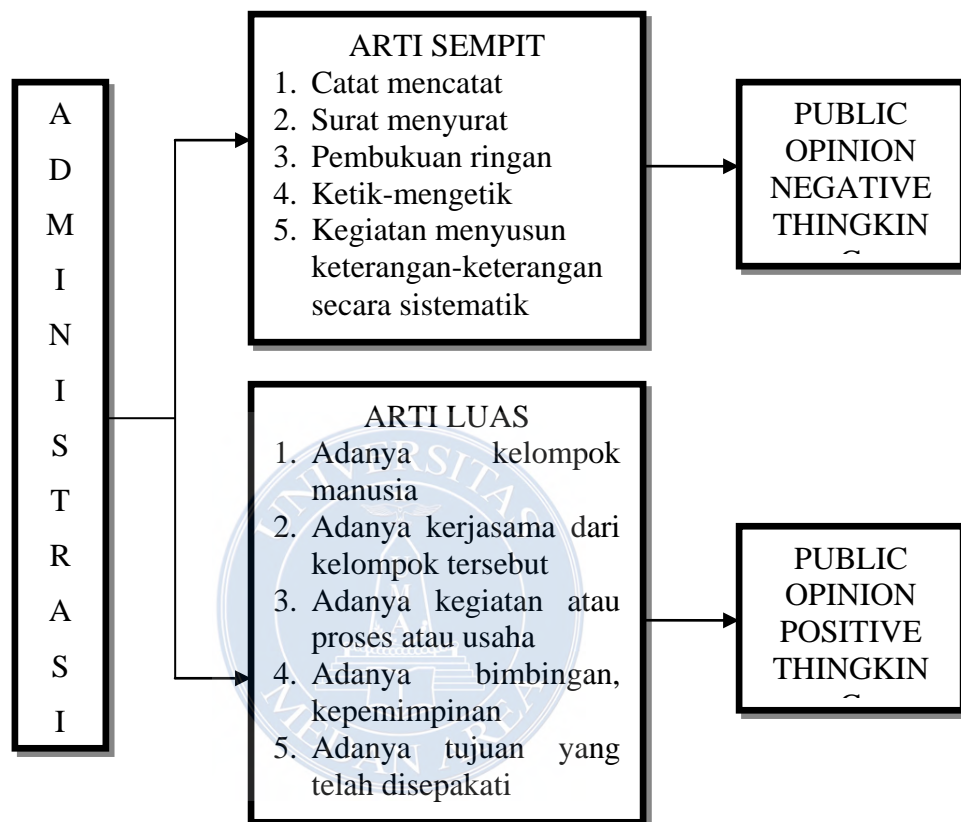 A
D
M
I
N
I
S
T
R
A
S
I
ARTI SEMPIT
1. Catat mencatat
2. Surat menyurat
3. Pembukuan ringan
4. Ketik-mengetik
5. Kegiatan menyusun
keterangan-keterangan
secara sistematik
PUBLIC
OPINION
NEGATIVE
THINGKIN
ARTI LUAS
1. Adanya kelompok
manusia
2. Adanya kerjasama dari
kelompok tersebut
3. Adanya kegiatan atau
proses atau usaha
4. Adanya bimbingan,
kepemimpinan
5. Adanya tujuan yang
telah disepakati
PUBLIC
OPINION
POSITIVE
THINGKIN
UNIVERSITAS
MEDAN AREA